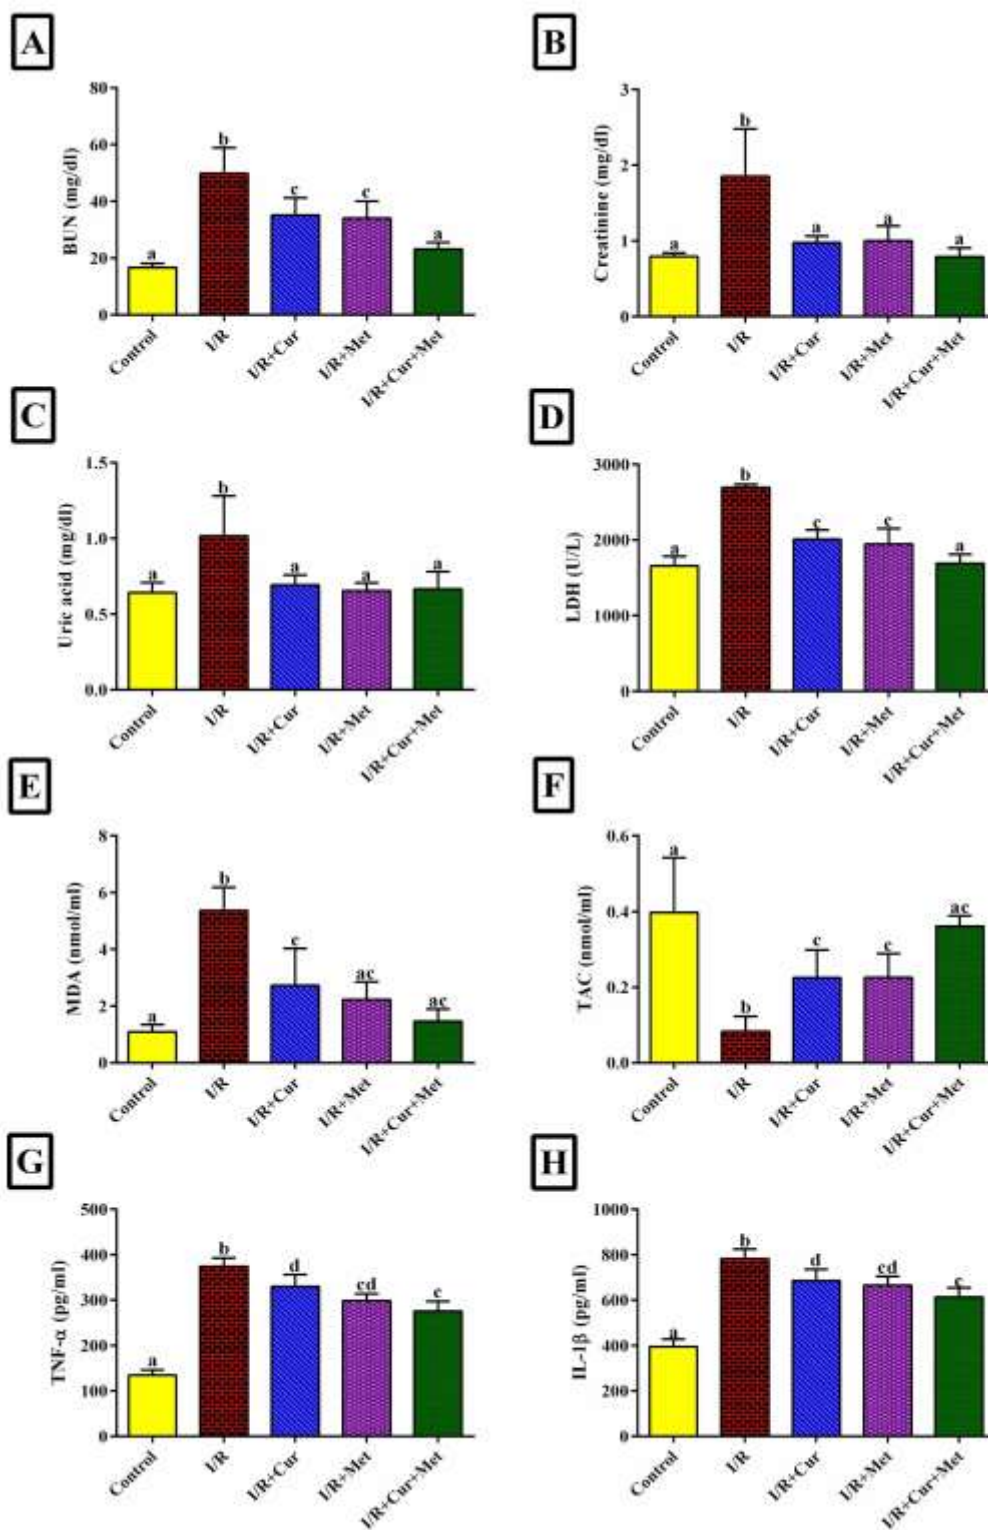 A
BUN (mg/dl)
80
60
40
20
0
a
b
c
c
a
Control
I/R
I/R+Cur
I/R+Met
I/R+Cur+Met
B
Creatinine (mg/dl)
3
2
1
0
a
b
a
a
a
Control
I/R
I/R+Cur
I/R+Met
I/R+Cur+Met
C
Uric acid (mg/dl)
1.5
1.0
0.5
0.0
a
b
a
a
a
Control
I/R
I/R+Cur
I/R+Met
I/R+Cur+Met
D
LDH (U/L)
3000
2000
1000
0
a
b
c
c
a
Control
I/R
I/R+Cur
I/R+Met
I/R+Cur+Met
E
MDA (nmol/ml)
8
6
4
2
0
a
b
c
ac
ac
Control
I/R
I/R+Cur
I/R+Met
I/R+Cur+Met
F
TAC (nmol/ml)
0.6
0.4
0.2
0.0
a
b
c
c
ac
Control
I/R
I/R+Cur
I/R+Met
I/R+Cur+Met
G
TNF-α (pg/ml)
500
400
300
200
100
0
a
b
d
cd
c
Control
I/R
I/R+Cur
I/R+Met
I/R+Cur+Met
H
IL-1β (pg/ml)
1000
800
600
400
200
0
a
b
d
cd
c
Control
I/R
I/R+Cur
I/R+Met
I/R+Cur+Met